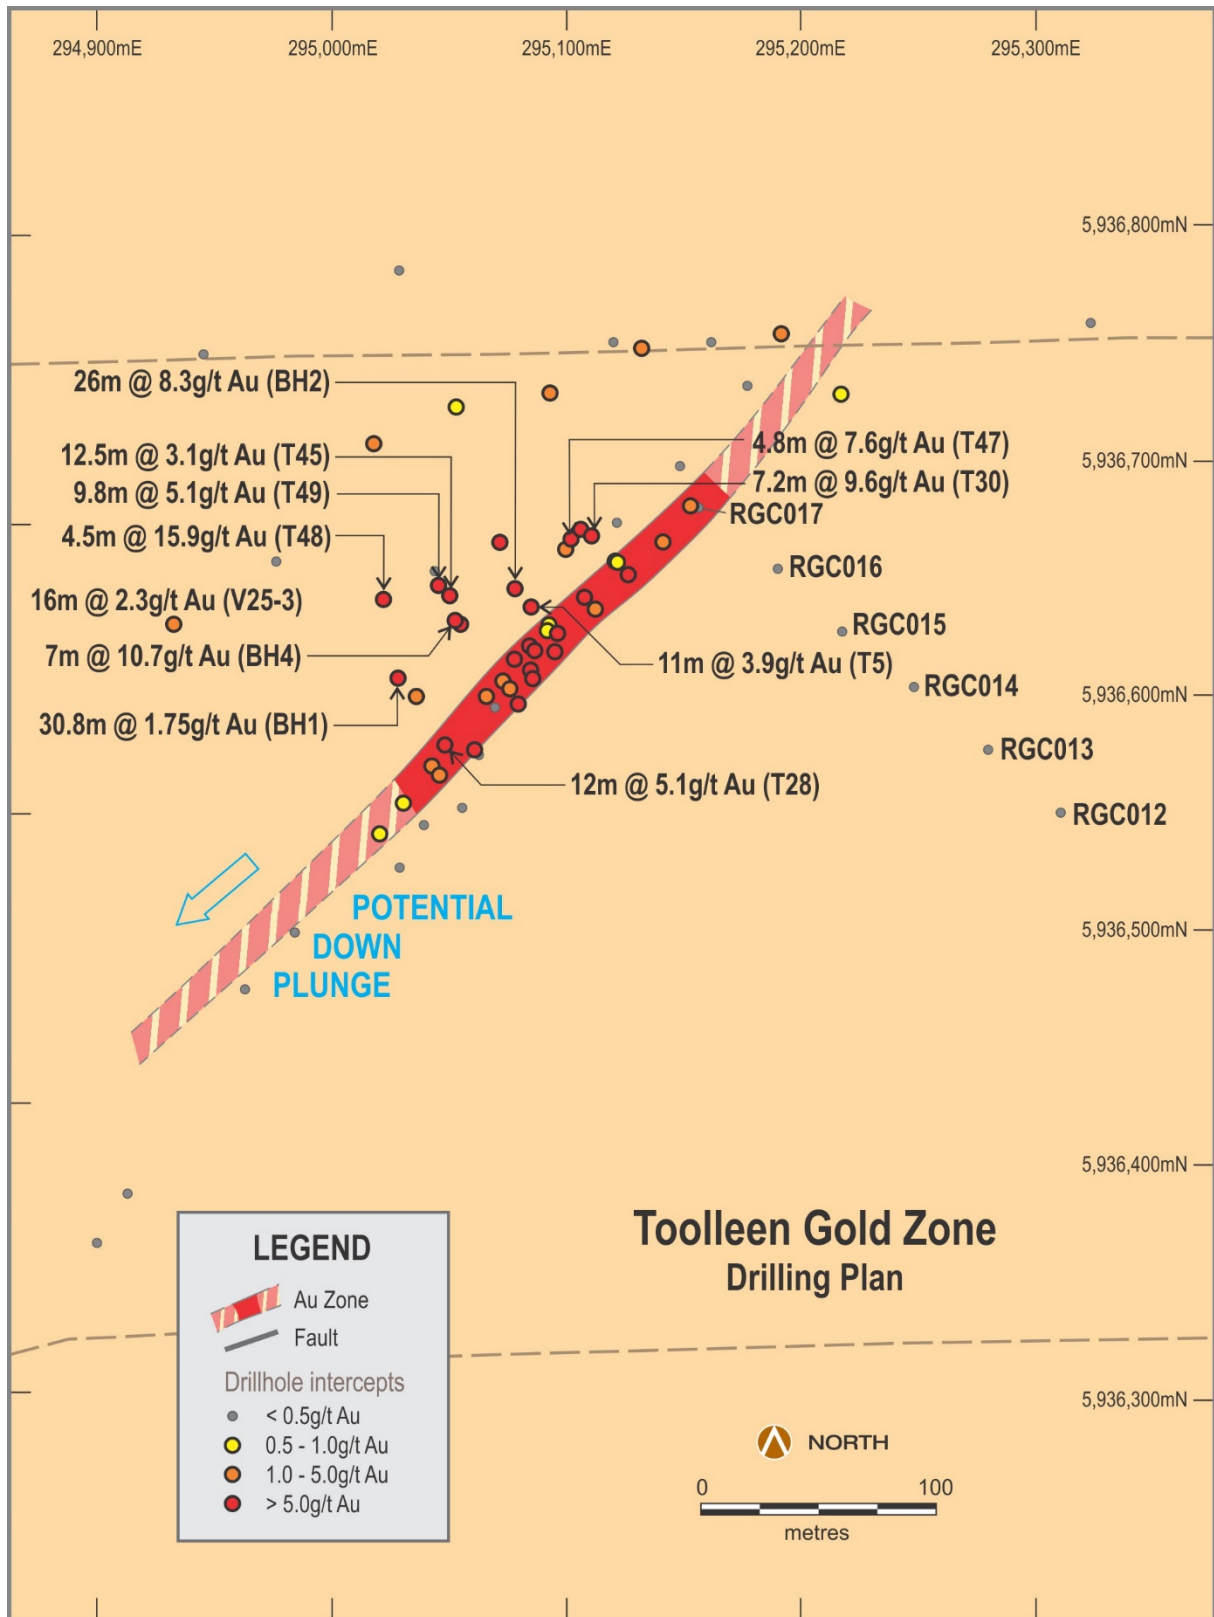 294,900mE
295,000mE
295,100mE
295,200mE
295,300mE
5,936,800mN
26m @ 8.3g/t Au (BH2)
12.5m @ 3.1g/t Au (T45)
4.8m @ 7.6g/t Au (T47)
5,936,700mN
9.8m @ 5.1g/t Au (T49)
7.2m @ 9.6g/t Au (T30)
RGC017
4.5m @ 15.9g/t Au (T48)
RGC016
16m @ 2.3g/t Au (V25-3)
RGC015
7m @ 10.7g/t Au (BH4)
11m @ 3.9g/t Au (T5)
RGC014
5,936,600mN
30.8m @ 1.75g/t Au (BH1)
RGC013
12m @ 5.1g/t Au (T28)
RGC012
POTENTIAL
DOWN
PLUNGE
5,936,500mN
5,936,400mN
Toolleen Gold Zone
Drilling Plan
LEGEND
Au Zone
Fault
Drillhole intercepts
< 0.5g/t Au
0.5 - 1.0g/t Au
1.0 - 5.0g/t Au
> 5.0g/t Au
5,936,300mN
NORTH
0
100
metres